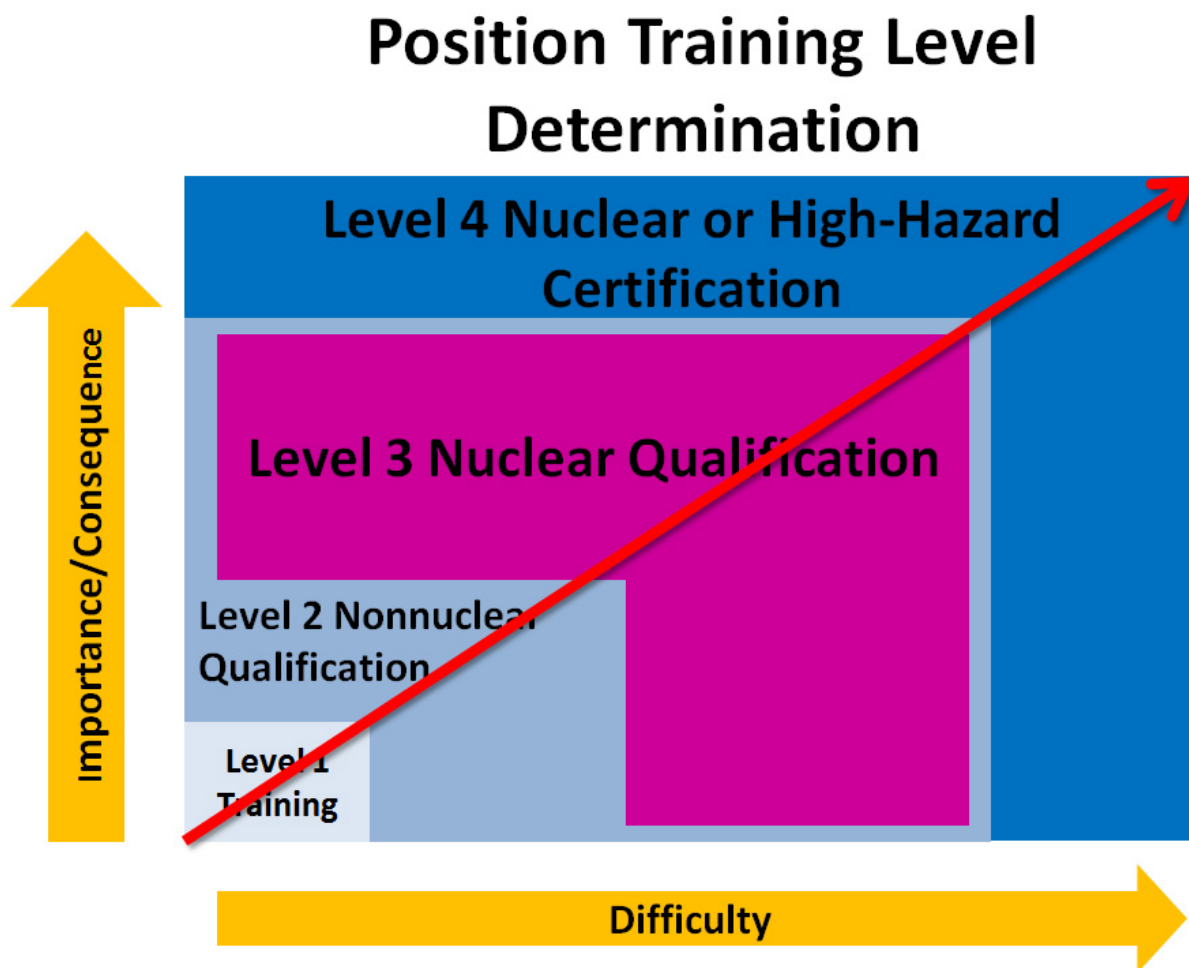 Position Training Level
Determination
Level 4 Nuclear or High-Hazard
Certification
Importance/Consequence
Level 3 Nuclear Qualification
Level 2 Nonnuclear
Qualification
Level 1
Training
Difficulty